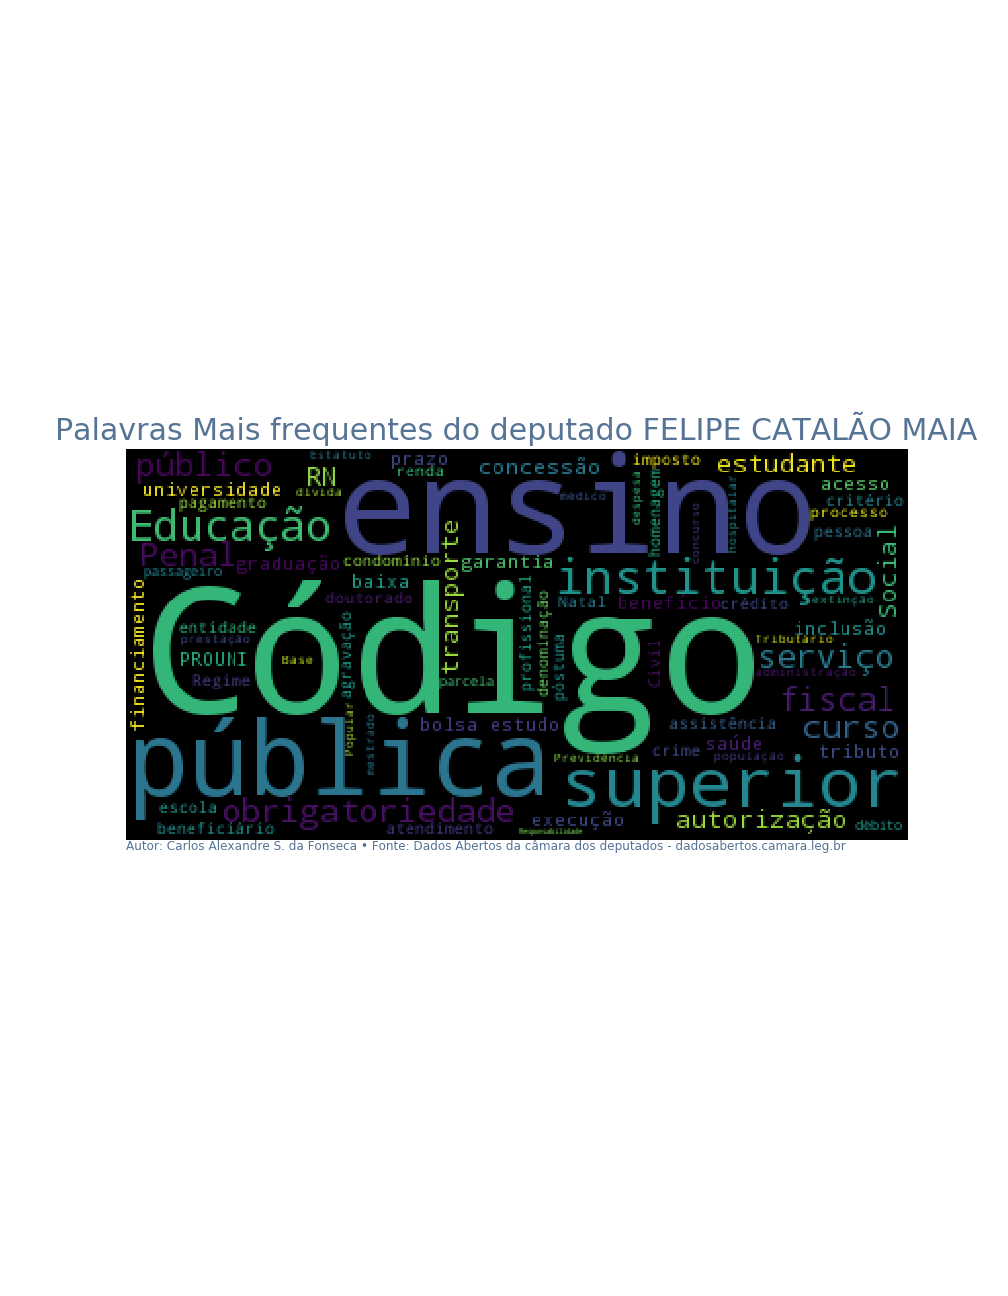 Palavras Mais frequentes do deputado FELIPE CATALÃO MAIA
público
Estatuto
prazo
renda
concessão
imposto
estudante
RN
universidade
dívida
pagamento
ensino
médico
despesa
homenagem
concurso
hospitalar
acesso
critério
processo
pessoa
Educação
Penal
graduação
passageiro
condomínio
garantia
transporte
instituição
Social
baixa
doutorado
Natal
benefício
crédito
extinção
financiamento
Código
entidade
prestação
PROUNI
Base
Regime
agravação
parcela
profissional
denominação
póstuma
Civil
inclusão
Tributário
serviço
administração
fiscal
pública
Popular
mestrado
bolsa estudo
assistência
curso
crime
saúde
população
tributo
Previdência
superior
escola
obrigatoriedade
beneficiário
atendimento
execução
Responsabilidade
autorização
débito
Autor: Carlos Alexandre S. da Fonseca • Fonte: Dados Abertos da câmara dos deputados - dadosabertos.camara.leg.br